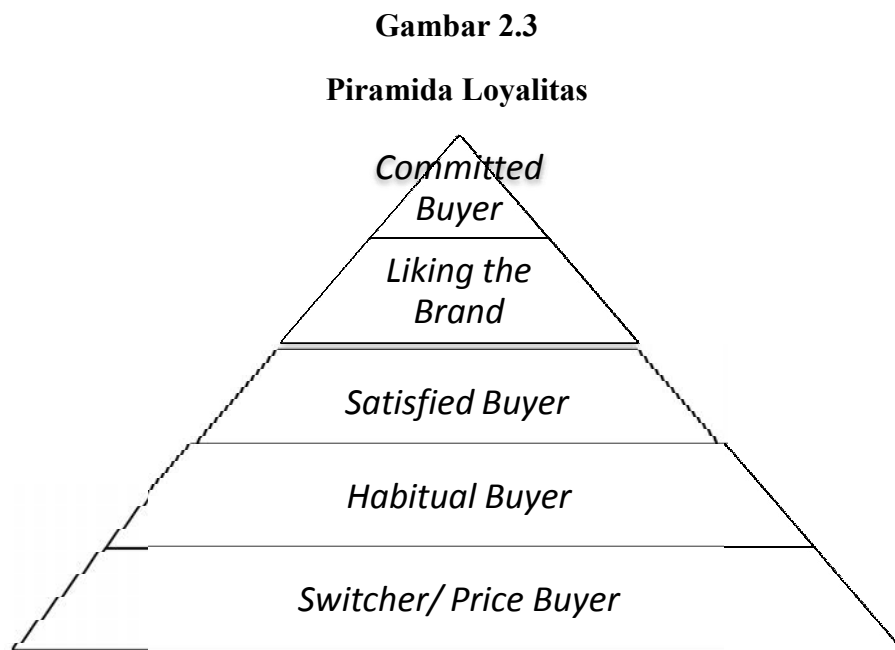 Gambar 2.3
Piramida Loyalitas
Committed
Buyer
Liking the
Brand
Satisfied Buyer
Habitual Buyer
Switcher/ Price Buyer